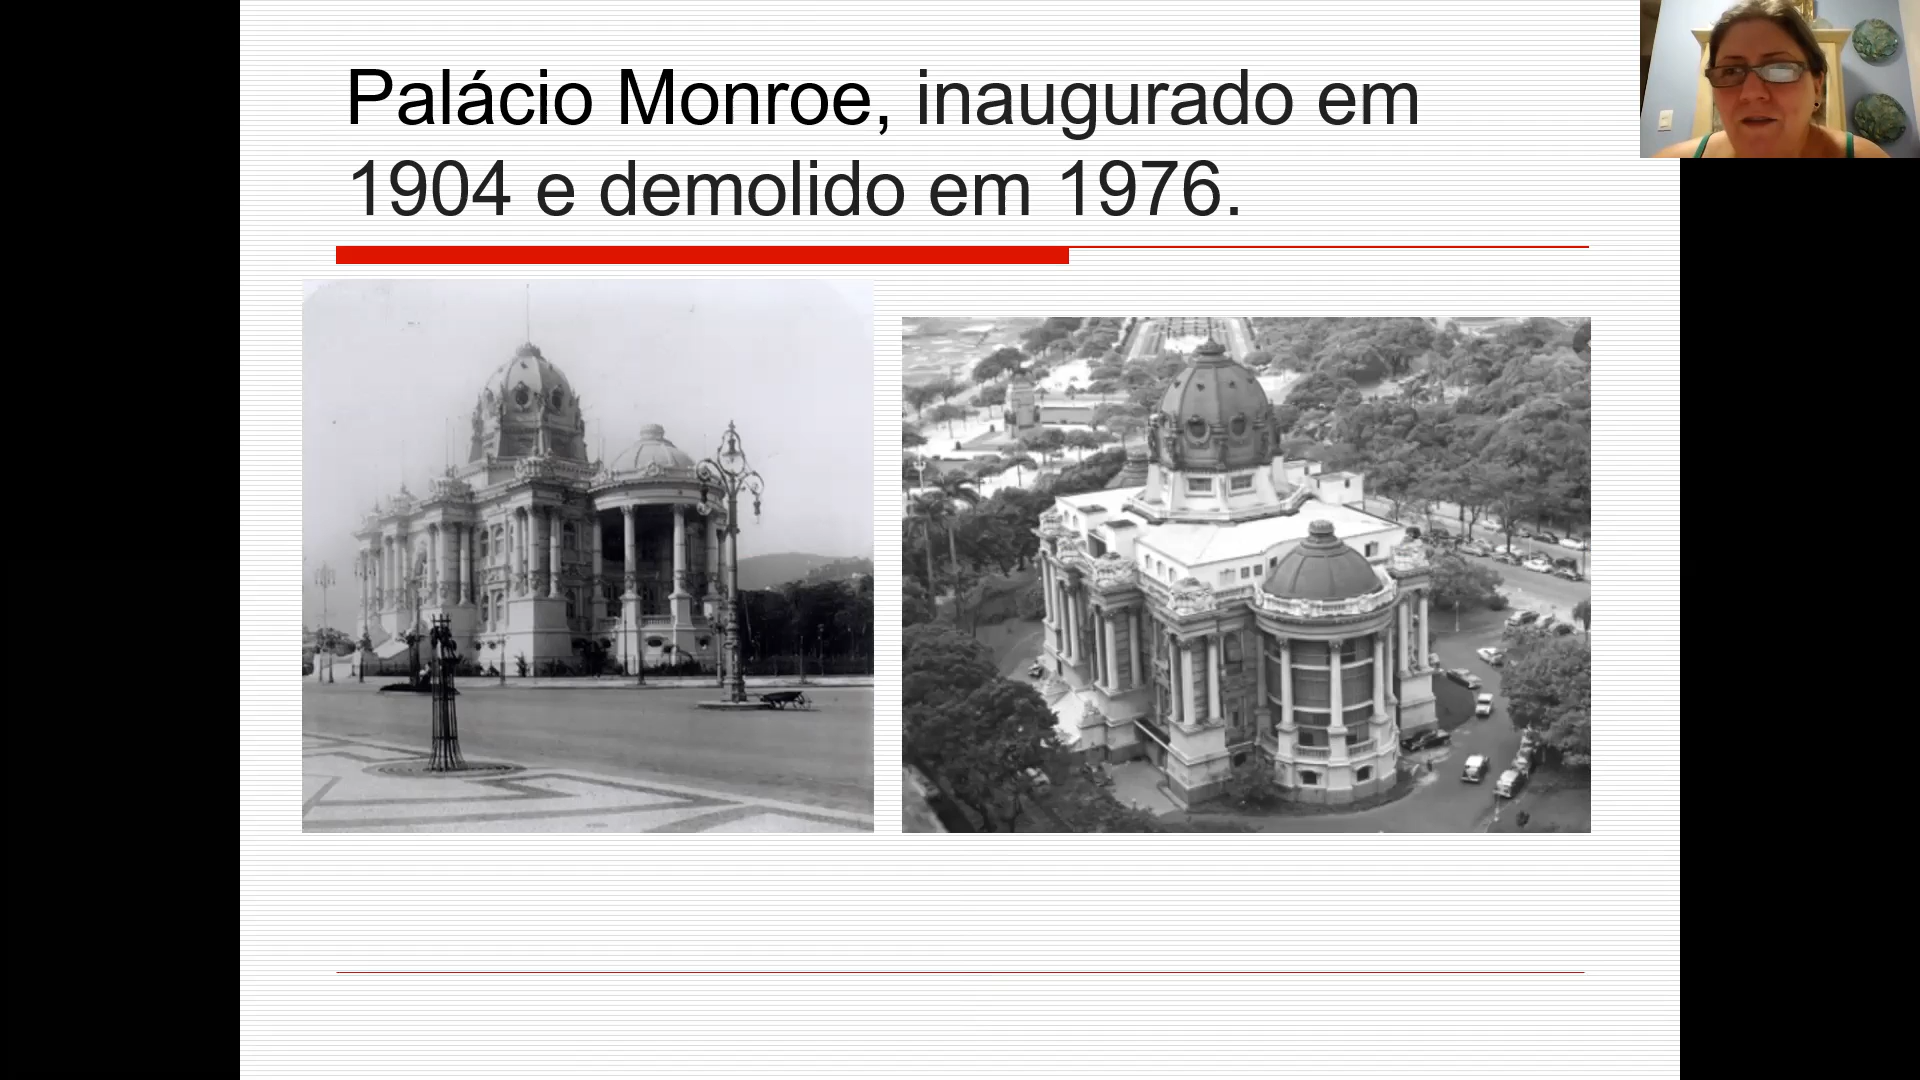 Palácio Monroe, inaugurado em
1904 e demolido em 1976.